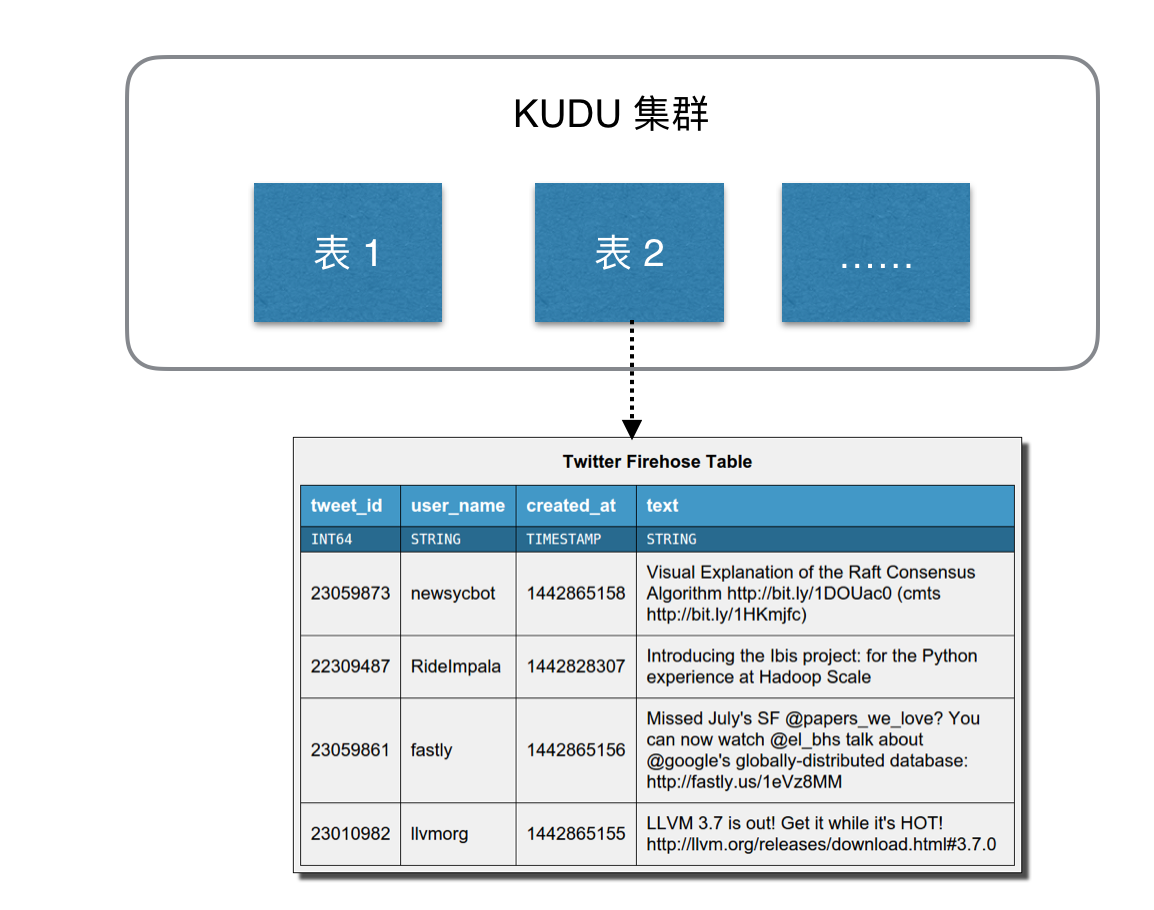 KUDU 集群
表 1
表 2
......
Twitter Firehose Table
tweet_id user_name created_at text
INT64 STRING TIMESTAMP STRING
23059873 newsycbot 1442865158 Visual Explanation of the Raft Consensus
Algorithm http://bit.ly/1DOUac0 (cmts
http://bit.ly/1HKmjfc)
22309487 RideImpala 1442828307 Introducing the Ibis project: for the Python
experience at Hadoop Scale
23059861 fastly 1442865156 Missed July's SF @papers_we_love? You
can now watch @el_bhs talk about
@google's globally-distributed database:
http://fastly.us/1eVz8MM
23010982 llvmorg 1442865155 LLVM 3.7 is out! Get it while it's HOT!
http://llvm.org/releases/download.html#3.7.0